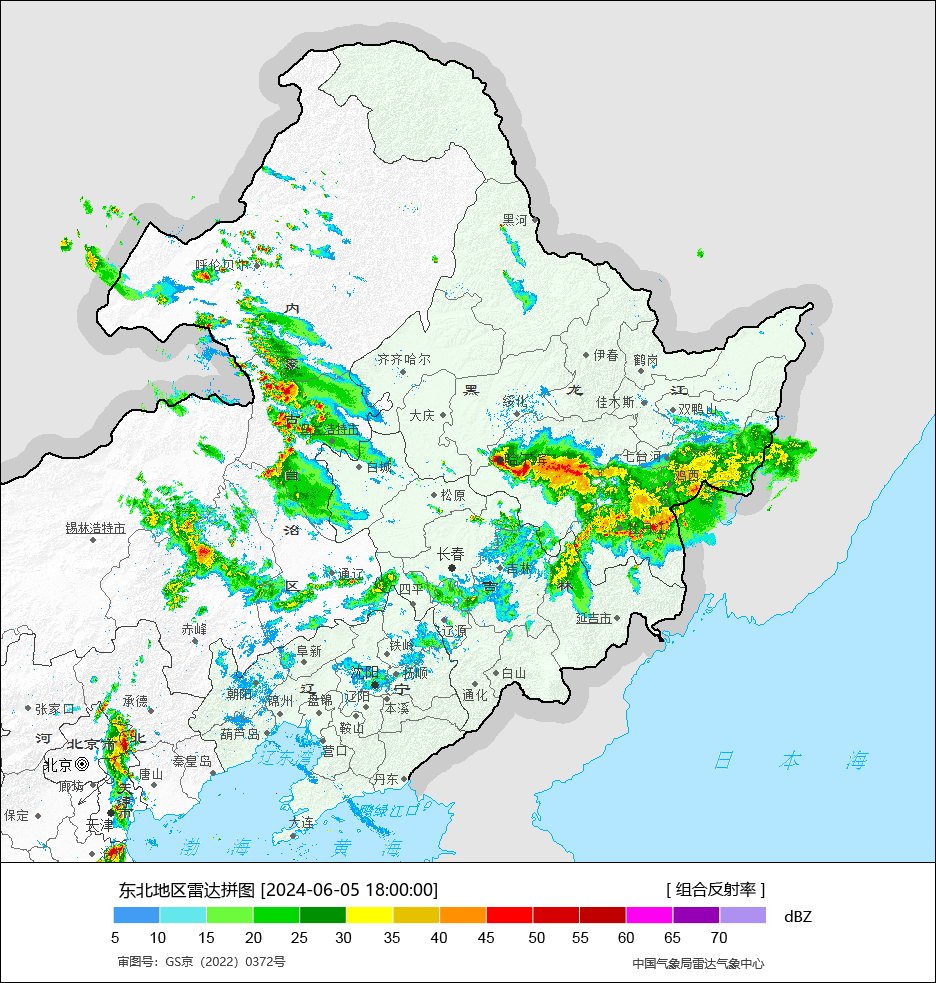 黑河
呼伦贝尔
内
齐齐哈尔
伊春
鹤岗
蒙
黑
龙
江
绥化
佳木斯
双鸭山
大庆
古
乌兰浩特市
哈尔滨
七台河
白城
鸡西
自
松原
锡林浩特市
治
牡丹江
长春
吉林
区
通辽
四平
吉
林
延吉市
赤峰
辽源
铁岭
阜新
沈阳
抚顺
白山
辽
宁
朝阳
锦州
盘锦
辽阳
本溪
通化
承德
张家口
葫芦岛
鞍山
河
北京市
北
北京
营口
辽东湾
日
本
海
秦皇岛
唐山
廊坊
丹东
天
津
市
鸭绿江口
保定
天津
大连
渤
海
黄
海
东北地区雷达拼图 [2024-06-05 18:00:00]
[ 组合反射率 ]
dBZ
5 10 15 20 25 30 35 40 45 50 55 60 65 70
审图号：GS京（2022）0372号
中国气象局雷达气象中心